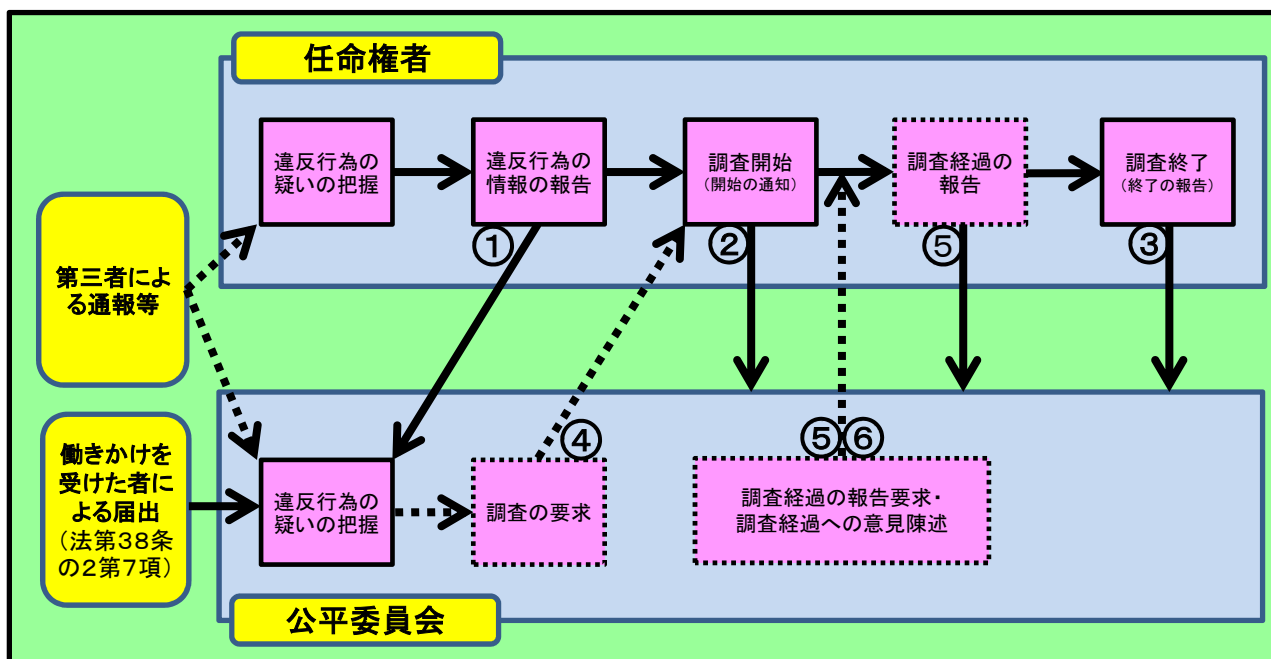 任命権者
違反行為の
疑いの把握
違反行為の
情報の報告
調査開始
(開始の通知)
調査経過の
報告
調査終了
(終了の報告)
①
②
⑤
③
第三者によ
る通報等
働きかけを
受けた者に
よる届出
(法第38条
の2第7項)
④
⑤⑥
違反行為の
疑いの把握
調査の要求
調査経過の報告要求・
調査経過への意見陳述
公平委員会